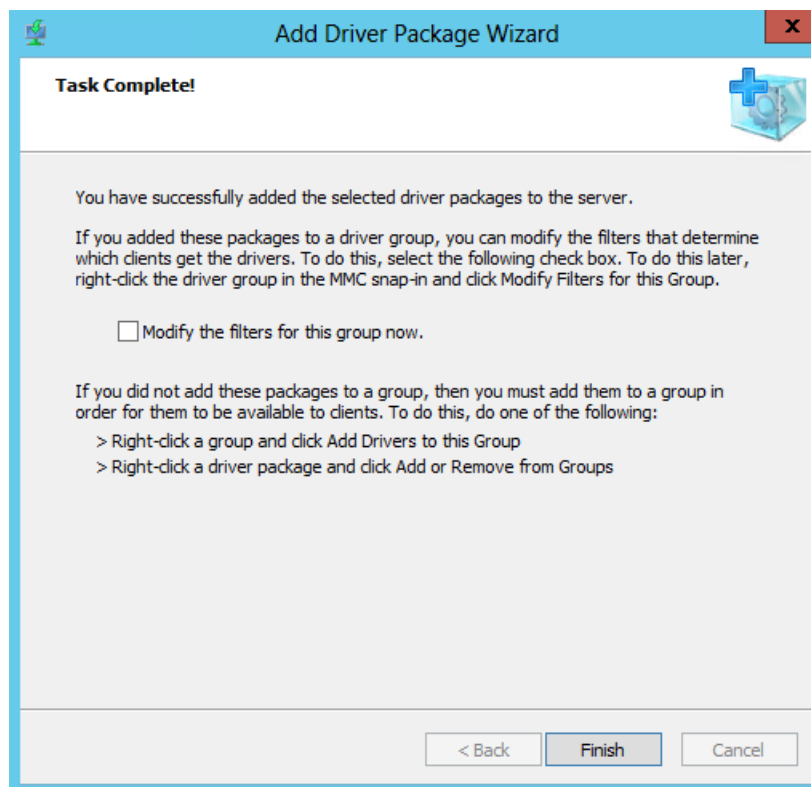 Add Driver Package Wizard
x
Task Complete!
You have successfully added the selected driver packages to the server.
If you added these packages to a driver group, you can modify the filters that determine
which clients get the drivers. To do this, select the following check box. To do this later,
right-click the driver group in the MMC snap-in and click Modify Filters for this Group.
Modify the filters for this group now.
If you did not add these packages to a group, then you must add them to a group in
order for them to be available to clients. To do this, do one of the following:
> Right-click a group and click Add Drivers to this Group
> Right-click a driver package and click Add or Remove from Groups
< Back Finish Cancel